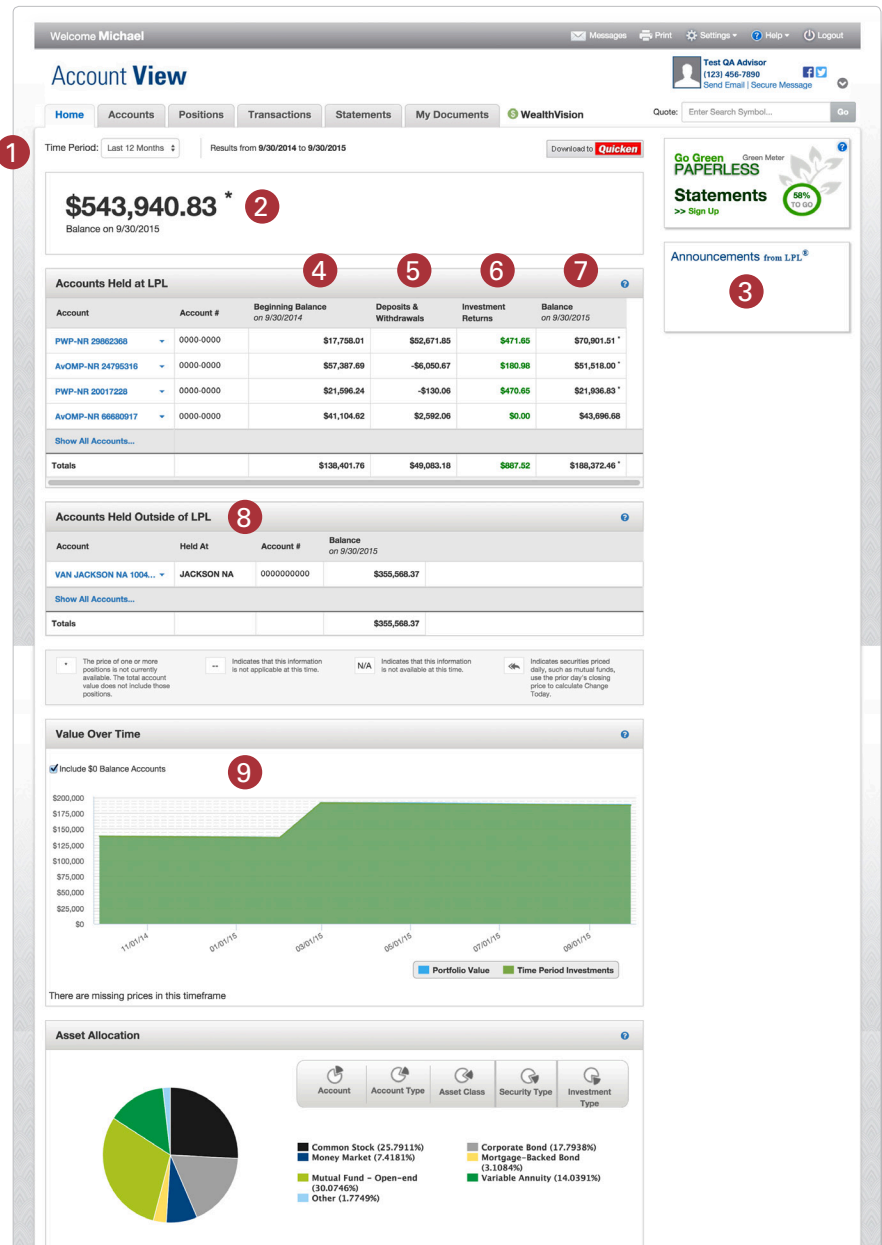 Welcome Michael
Messages Print Settings Help Logout
Account View
Test QA Advisor
(123) 456-7890
Send Email | Secure Message
Home Accounts Positions Transactions Statements My Documents WealthVision
Quote: Enter Search Symbol... Go
1
Time Period: Last 12 Months Results from 9/30/2014 to 9/30/2015 Download to Quicken
Go Green Green Meter
PAPERLESS
Statements
>> Sign Up
58%
TO GO
$543,940.83 * 2
Balance on 9/30/2015
Announcements from LPL®
3
4 5 6 7
Accounts Held at LPL
Account Account # Beginning Balance on 9/30/2014 Deposits & Withdrawals Investment Returns Balance on 9/30/2015
PWP-NR 29862368 0000-0000 $17,758.01 $52,671.85 $471.65 $70,901.51 *
AvOMP-NR 24795316 0000-0000 $57,387.69 -$6,050.67 $180.98 $51,518.00 *
PWP-NR 20017228 0000-0000 $21,596.24 -$130.06 $470.65 $21,936.83 *
AvOMP-NR 66680917 0000-0000 $41,104.62 $2,592.06 $0.00 $43,696.68
Show All Accounts...
Totals $138,401.76 $49,083.18 $887.52 $188,372.46 *
Accounts Held Outside of LPL 8
Account Held At Account # Balance on 9/30/2015
VAN JACKSON NA 1004... JACKSON NA 0000000000 $355,568.37
Show All Accounts...
Totals $355,568.37
* The price of one or more
positions is not currently
available. The total account
value does not include those
positions.
-- Indicates that this information
is not applicable at this time.
N/A Indicates that this information
is not available at this time.
Indicates securities priced
daily, such as mutual funds,
use the prior day's closing
price to calculate Change
Today.
Value Over Time
Include $0 Balance Accounts 9
$200,000
$175,000
$150,000
$125,000
$100,000
$75,000
$50,000
$25,000
$0
11/01/14 01/01/15 03/01/15 05/01/15 07/01/15 09/01/15
Portfolio Value Time Period Investments
There are missing prices in this timeframe
Asset Allocation
Account Account Type Asset Class Security Type Investment Type
Common Stock (25.7911%)
Money Market (7.4181%)
Mutual Fund - Open-end
(30.0746%)
Other (1.7749%)
Corporate Bond (17.7938%)
Mortgage-Backed Bond
(3.1084%)
Variable Annuity (14.0391%)